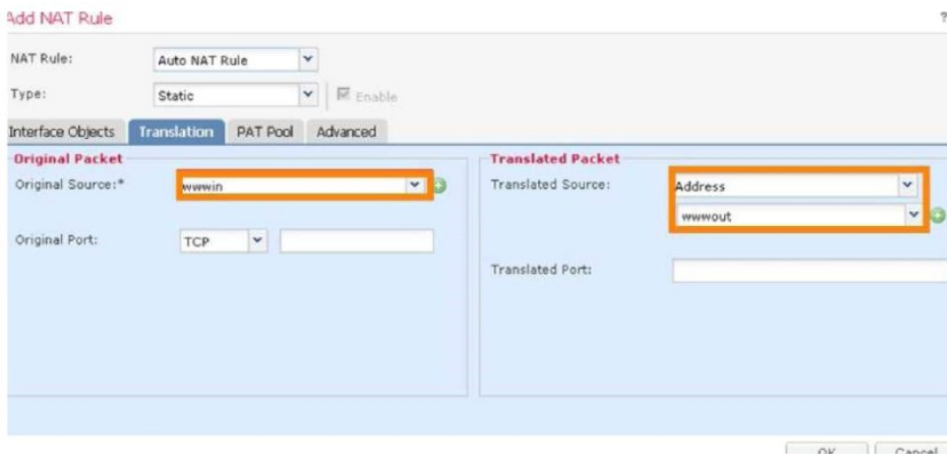 Add NAT Rule ?
NAT Rule: Auto NAT Rule
Type: Static Enable
Interface Objects Translation PAT Pool Advanced
Original Packet Translated Packet
Original Source:* wwwin Translated Source: Address
wwwout
Original Port: TCP
Translated Port:
OK Cancel